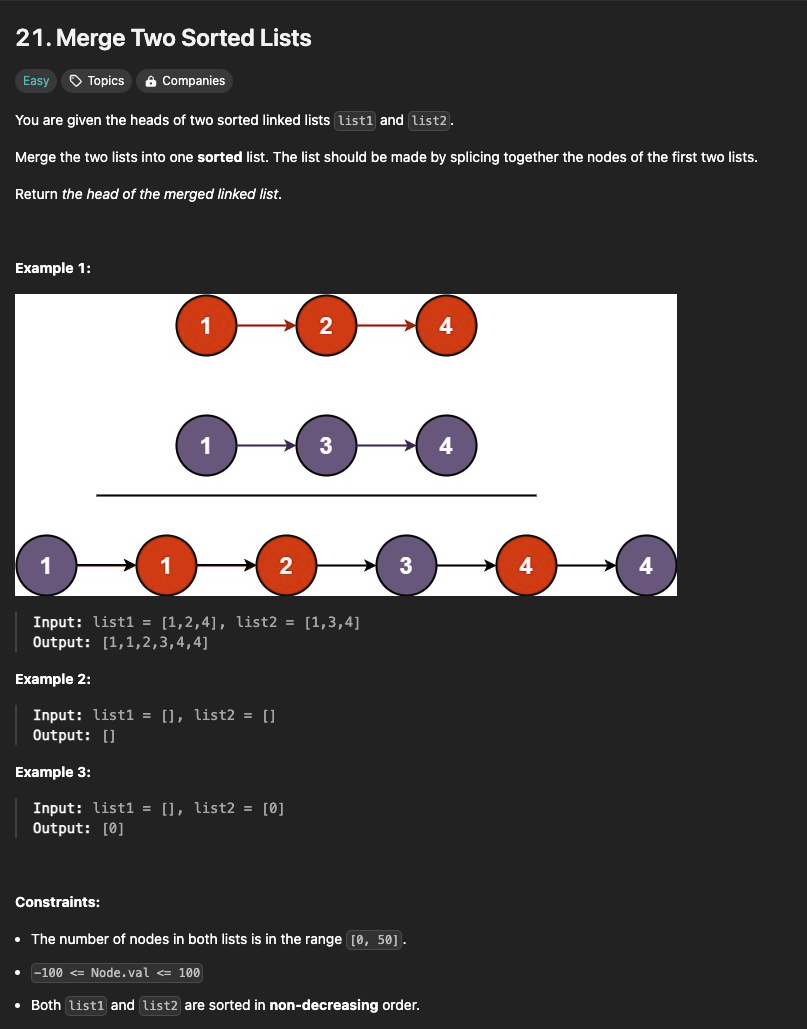 21. Merge Two Sorted Lists
Easy Topics Companies
You are given the heads of two sorted linked lists list1 and list2.
Merge the two lists into one sorted list. The list should be made by splicing together the nodes of the first two lists.
Return the head of the merged linked list.
Example 1:
1 2 4
1 3 4
1 1 2 3 4 4
Input: list1 = [1,2,4], list2 = [1,3,4]
Output: [1,1,2,3,4,4]
Example 2:
Input: list1 = [], list2 = []
Output: []
Example 3:
Input: list1 = [], list2 = [0]
Output: [0]
Constraints:
• The number of nodes in both lists is in the range [0, 50].
• -100 <= Node.val <= 100
• Both list1 and list2 are sorted in non-decreasing order.